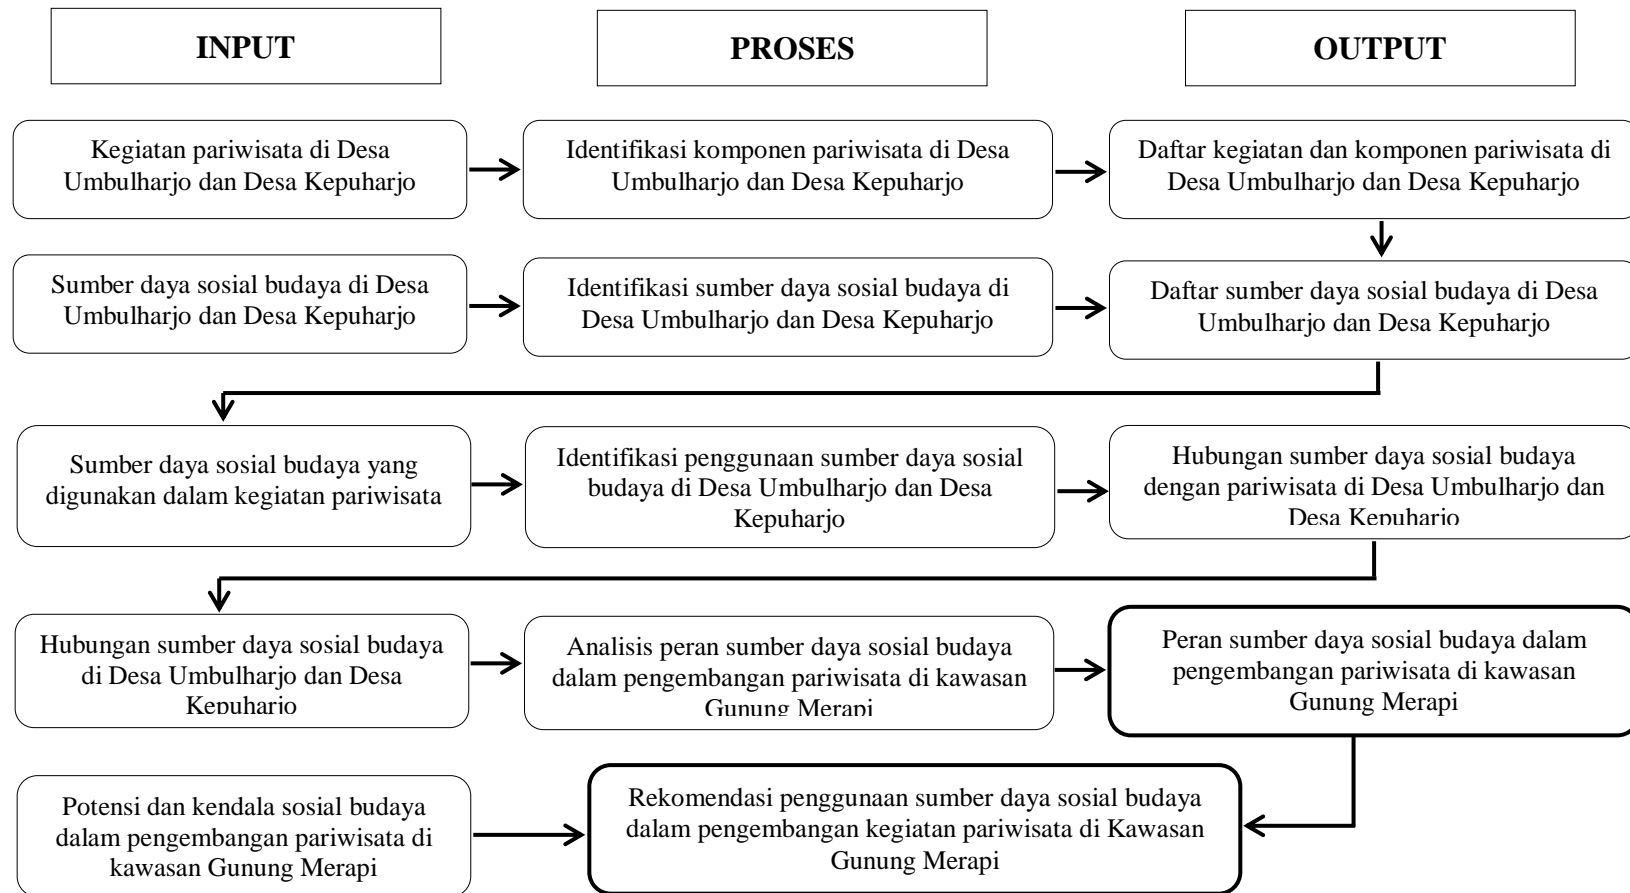 INPUT
PROSES
OUTPUT
Kegiatan pariwisata di Desa
Umbulharjo dan Desa Kepuharjo
Identifikasi komponen pariwisata di Desa
Umbulharjo dan Desa Kepuharjo
Daftar kegiatan dan komponen pariwisata di
Desa Umbulharjo dan Desa Kepuharjo
Sumber daya sosial budaya di Desa
Umbulharjo dan Desa Kepuharjo
Identifikasi sumber daya sosial budaya di
Desa Umbulharjo dan Desa Kepuharjo
Daftar sumber daya sosial budaya di Desa
Umbulharjo dan Desa Kepuharjo
Sumber daya sosial budaya yang
digunakan dalam kegiatan pariwisata
Identifikasi penggunaan sumber daya sosial
budaya di Desa Umbulharjo dan Desa
Kepuharjo
Hubungan sumber daya sosial budaya
dengan pariwisata di Desa Umbulharjo dan
Desa Kepuharjo
Hubungan sumber daya sosial budaya
di Desa Umbulharjo dan Desa
Kepuharjo
Analisis peran sumber daya sosial budaya
dalam pengembangan pariwisata di kawasan
Gunung Merapi
Peran sumber daya sosial budaya dalam
pengembangan pariwisata di kawasan
Gunung Merapi
Potensi dan kendala sosial budaya
dalam pengembangan pariwisata di
kawasan Gunung Merapi
Rekomendasi penggunaan sumber daya sosial budaya
dalam pengembangan kegiatan pariwisata di Kawasan
Gunung Merapi